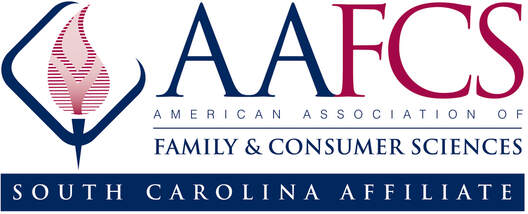 AAFCS
AMERICAN ASSOCIATION OF
FAMILY & CONSUMER SCIENCES
SOUTH CAROLINA AFFILIATE